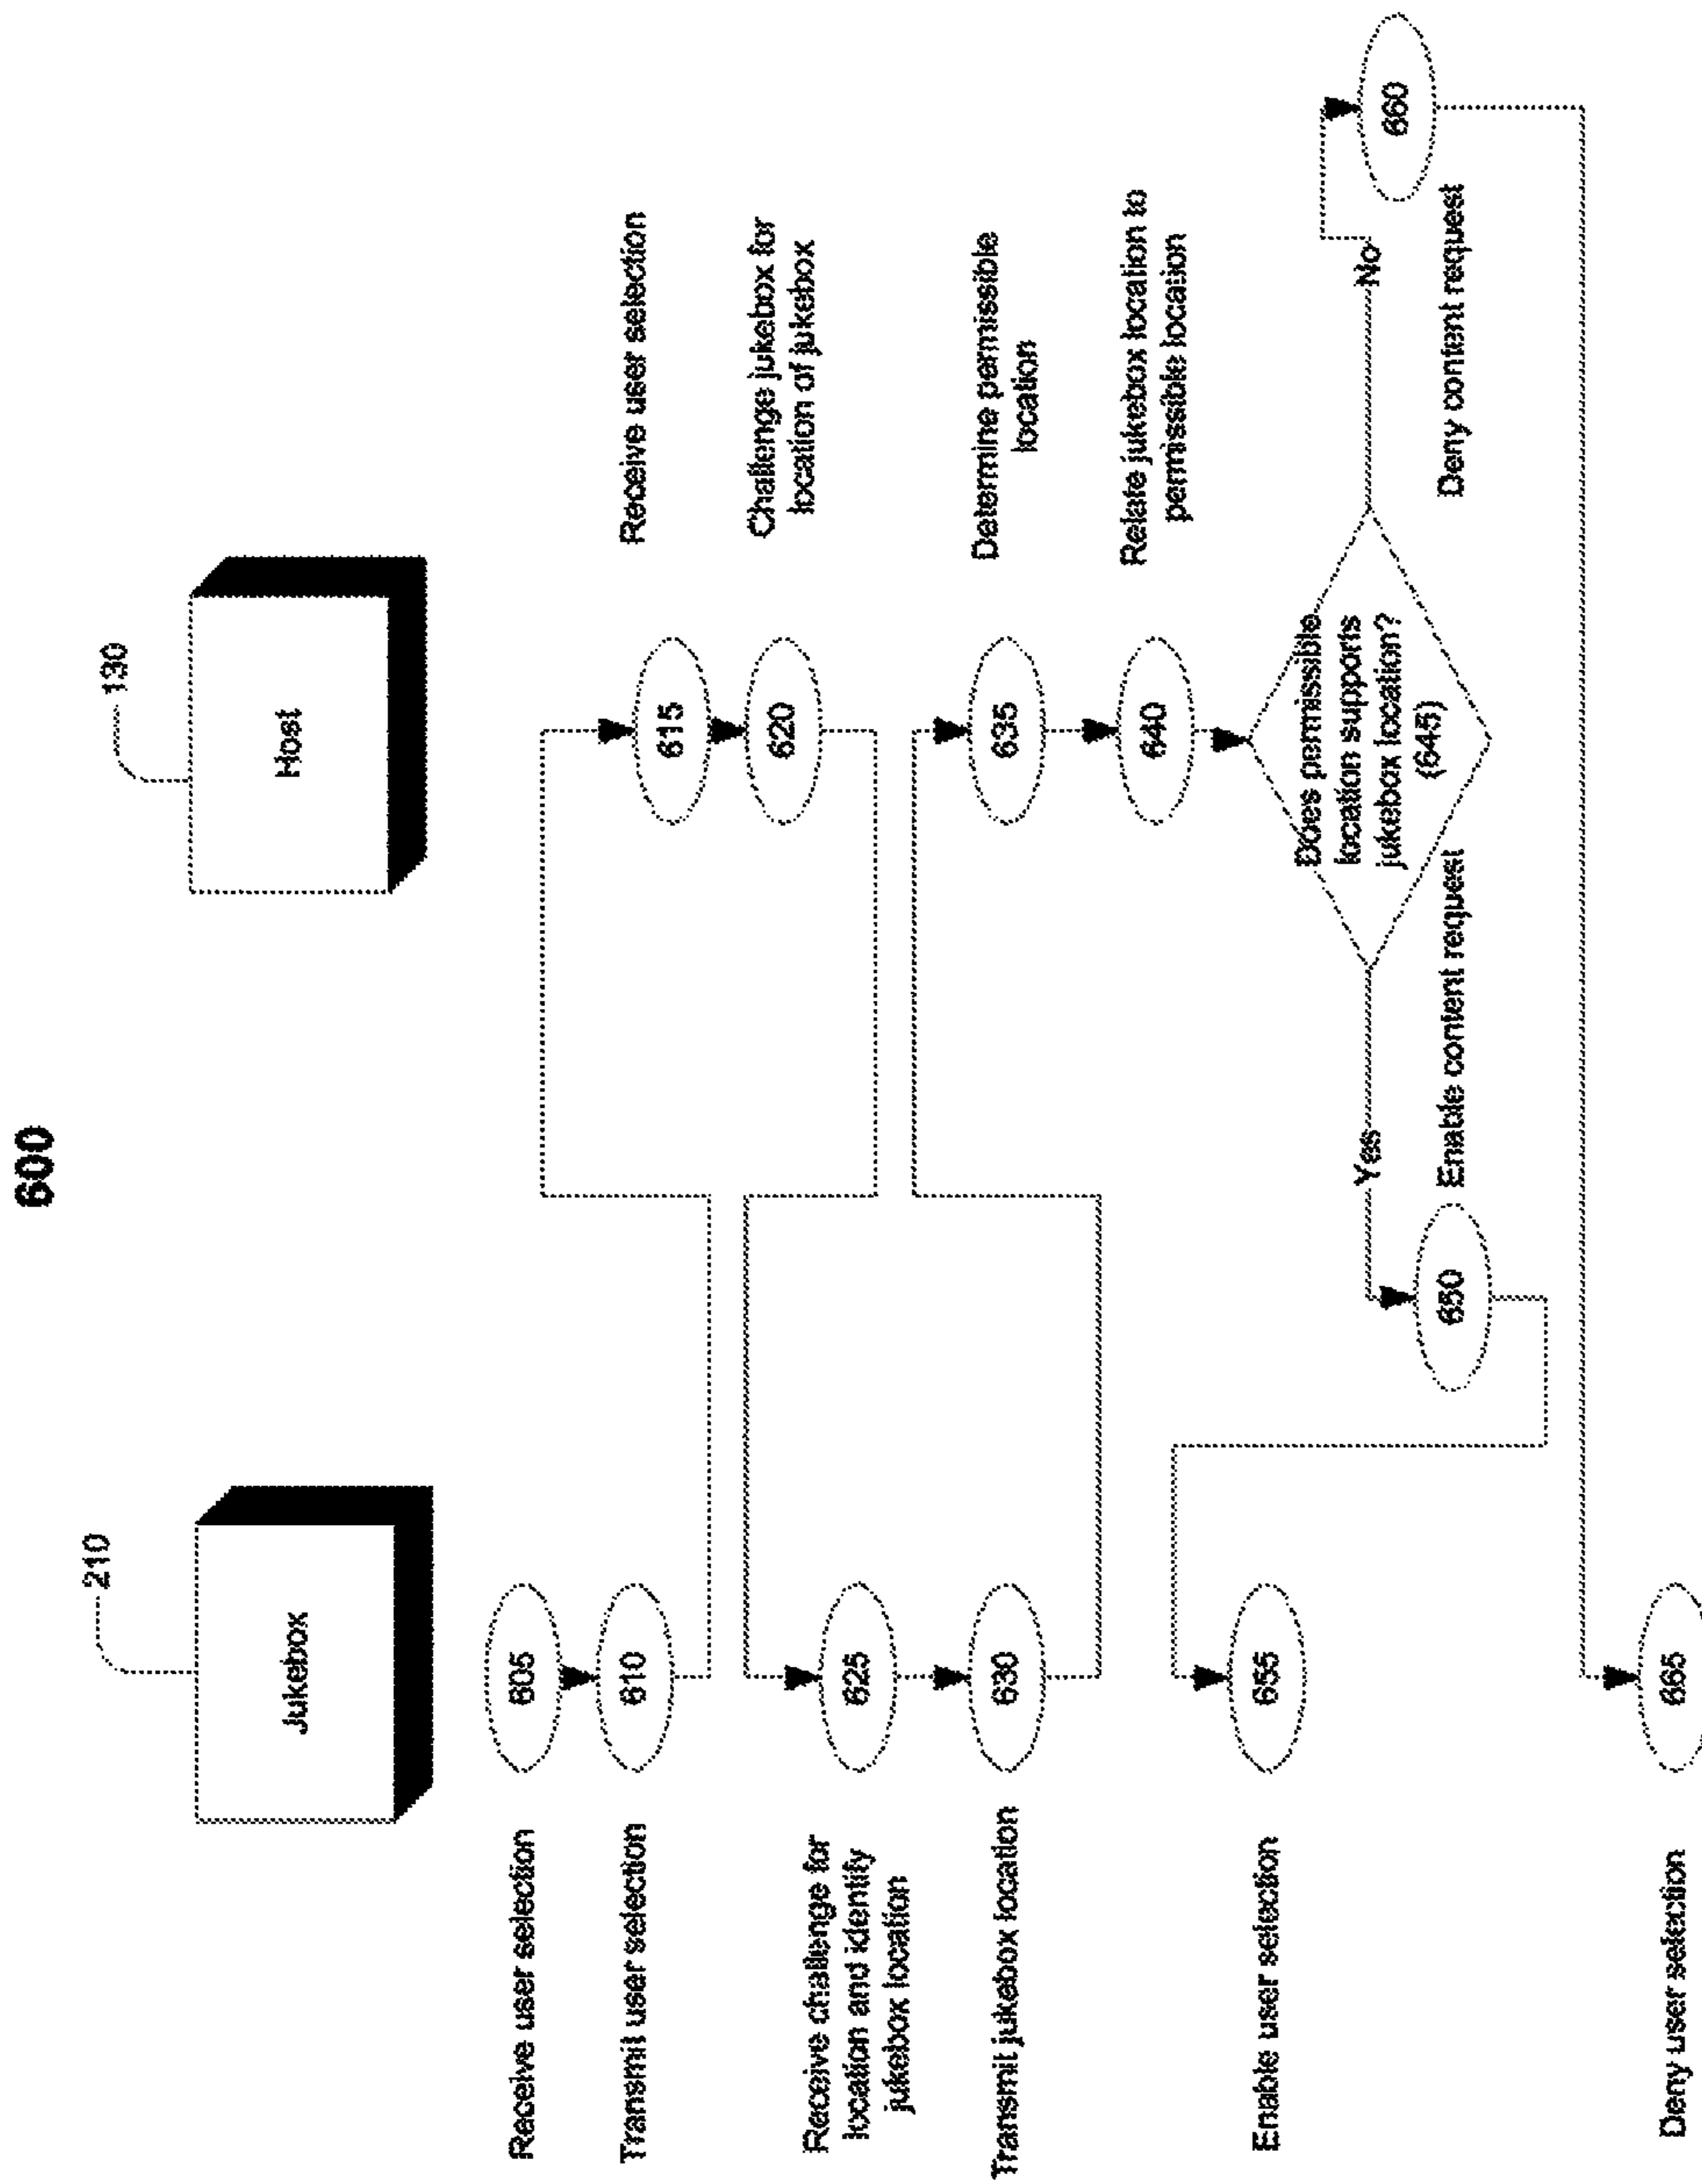 600
210
130
Jukebox
Host
Receive user selection
605
Transmit user selection
610
Receive user selection
615
Challenge jukebox for
location of jukebox
620
Receive challenge for
location and identify
jukebox location
625
Transmit jukebox location
630
Determine permissible
location
635
Relate jukebox location to
permissible location
640
Does permissible
location supports
jukebox location?
(645)
Yes
No
Enable content request
650
Deny content request
660
Enable user selection
655
Deny user selection
665